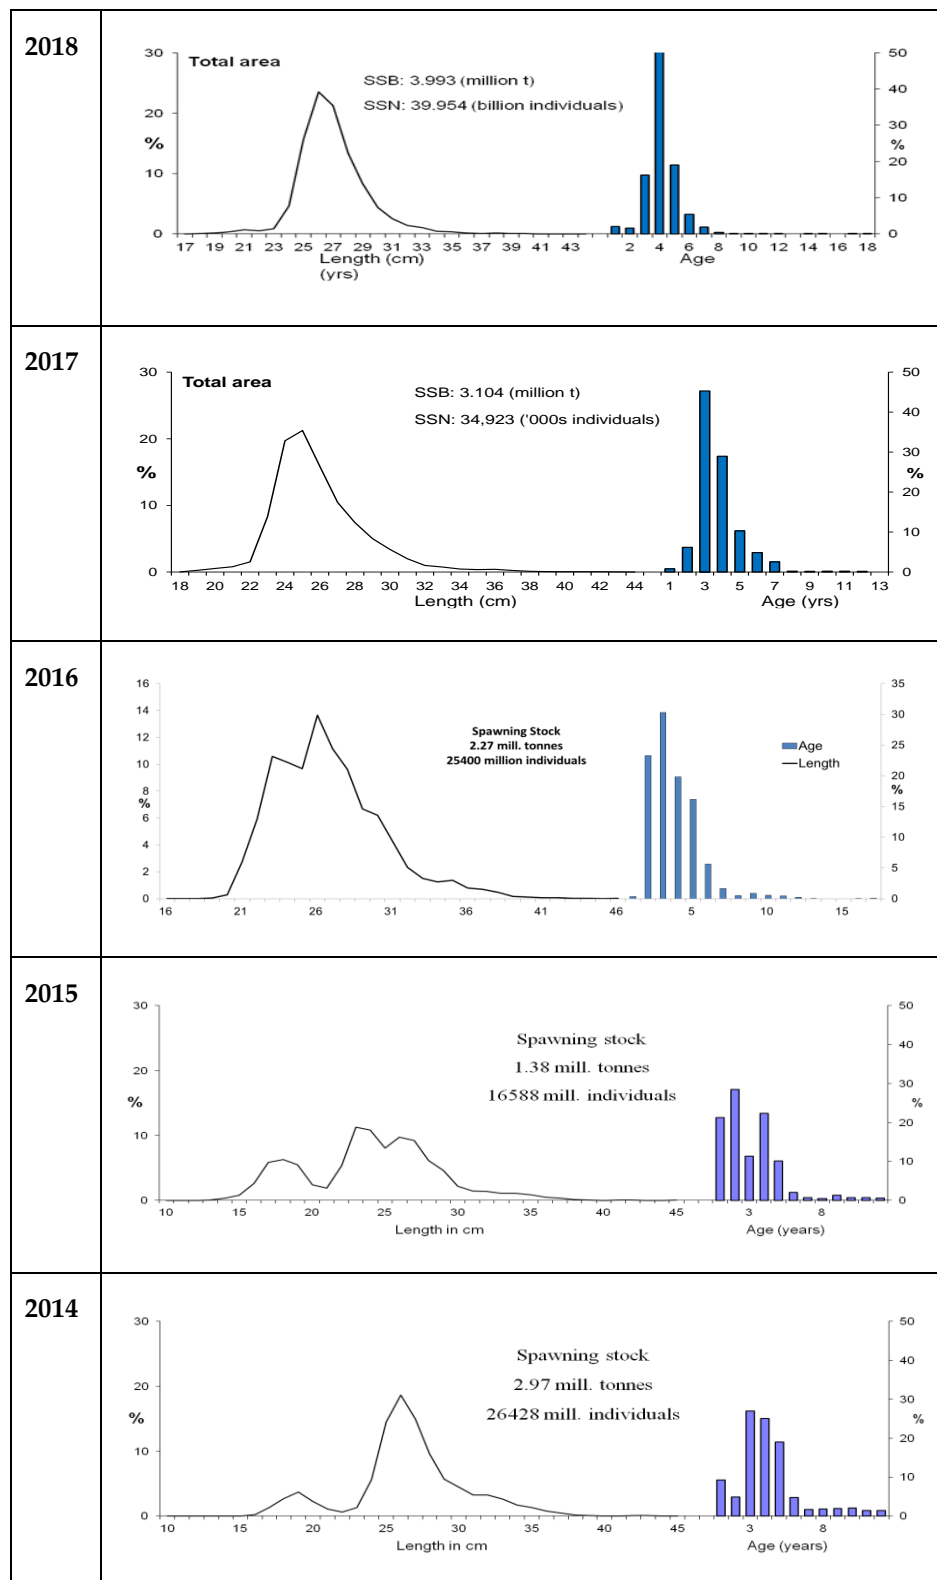 2018
Total area
SSB: 3.993 (million t)
SSN: 39.954 (billion individuals)
30 20 10 0
%
17 19 21 23 25 27 29 31 33 35 37 39 41 43
Length (cm)
(yrs)
50 40 30 20 10 0
%
2 4 6 8 10 12 14 16 18
Age
2017
Total area
SSB: 3.104 (million t)
SSN: 34,923 ('000s individuals)
30 20 10 0
%
18 20 22 24 26 28 30 32 34 36 38 40 42 44
Length (cm)
50 40 30 20 10 0
%
1 3 5 7 9 11 13
Age (yrs)
2016
Spawning Stock
2.27 mill. tonnes
25400 million individuals
Age
Length
16 14 12 10 8 6 4 2 0
%
16 21 26 31 36 41 46
35 30 25 20 15 10 5 0
%
5 10 15
2015
Spawning stock
1.38 mill. tonnes
16588 mill. individuals
30 20 10 0
%
10 15 20 25 30 35 40 45
Length in cm
50 40 30 20 10 0
%
3 8
Age (years)
2014
Spawning stock
2.97 mill. tonnes
26428 mill. individuals
30 20 10 0
%
10 15 20 25 30 35 40 45
Length in cm
50 40 30 20 10 0
%
3 8
Age (years)